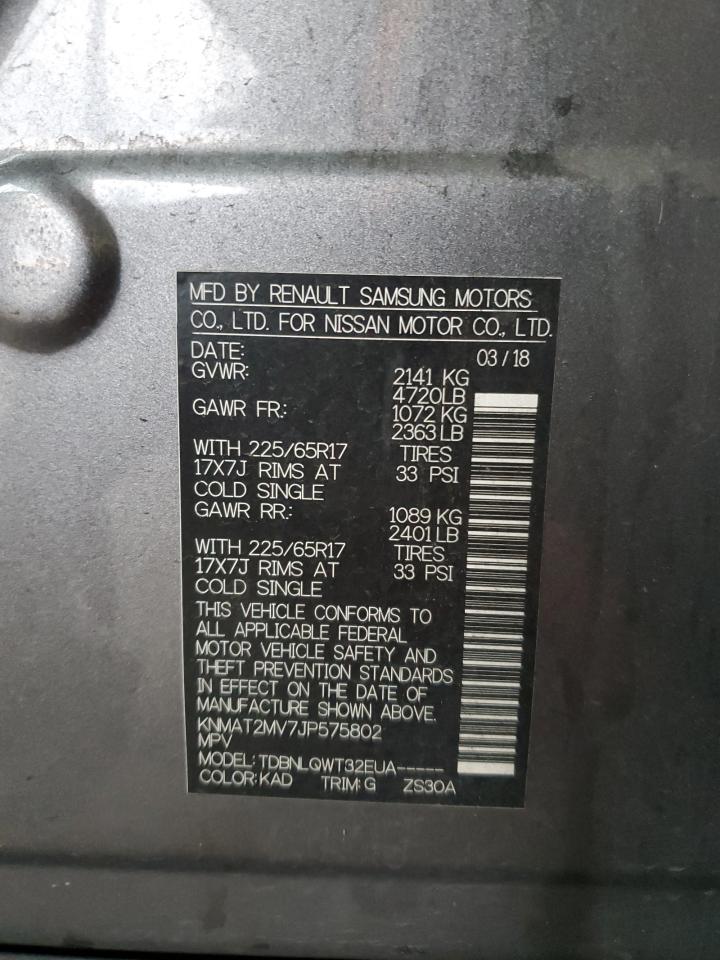 MFD BY RENAULT SAMSUNG MOTORS
CO., LTD. FOR NISSAN MOTOR CO., LTD.
DATE: 03/18
GVWR: 2141 KG
4720LB
GAWR FR: 1072 KG
2363LB
WITH 225/65R17 TIRES
17X7J RIMS AT 33 PSI
COLD SINGLE
GAWR RR: 1089 KG
2401LB
WITH 225/65R17 TIRES
17X7J RIMS AT 33 PSI
COLD SINGLE
THIS VEHICLE CONFORMS TO
ALL APPLICABLE FEDERAL
MOTOR VEHICLE SAFETY AND
THEFT PREVENTION STANDARDS
IN EFFECT ON THE DATE OF
MANUFACTURE SHOWN ABOVE.
KNMAT2MV7JP575802
MPV
MODEL: TDBNLQWT32EUA-----
COLOR: KAD TRIM: G ZS30A